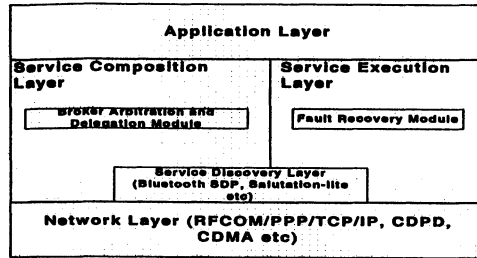 Application Layer
Service Composition
Layer
Broker Arbitration and
Delegation Module
Service Execution
Layer
Fault Recovery Module
Service Discovery Layer
(Bluetooth SDP, Salutation-lite
etc)
Network Layer (RFCOM/PPP/TCP/IP, CDPD,
CDMA etc)